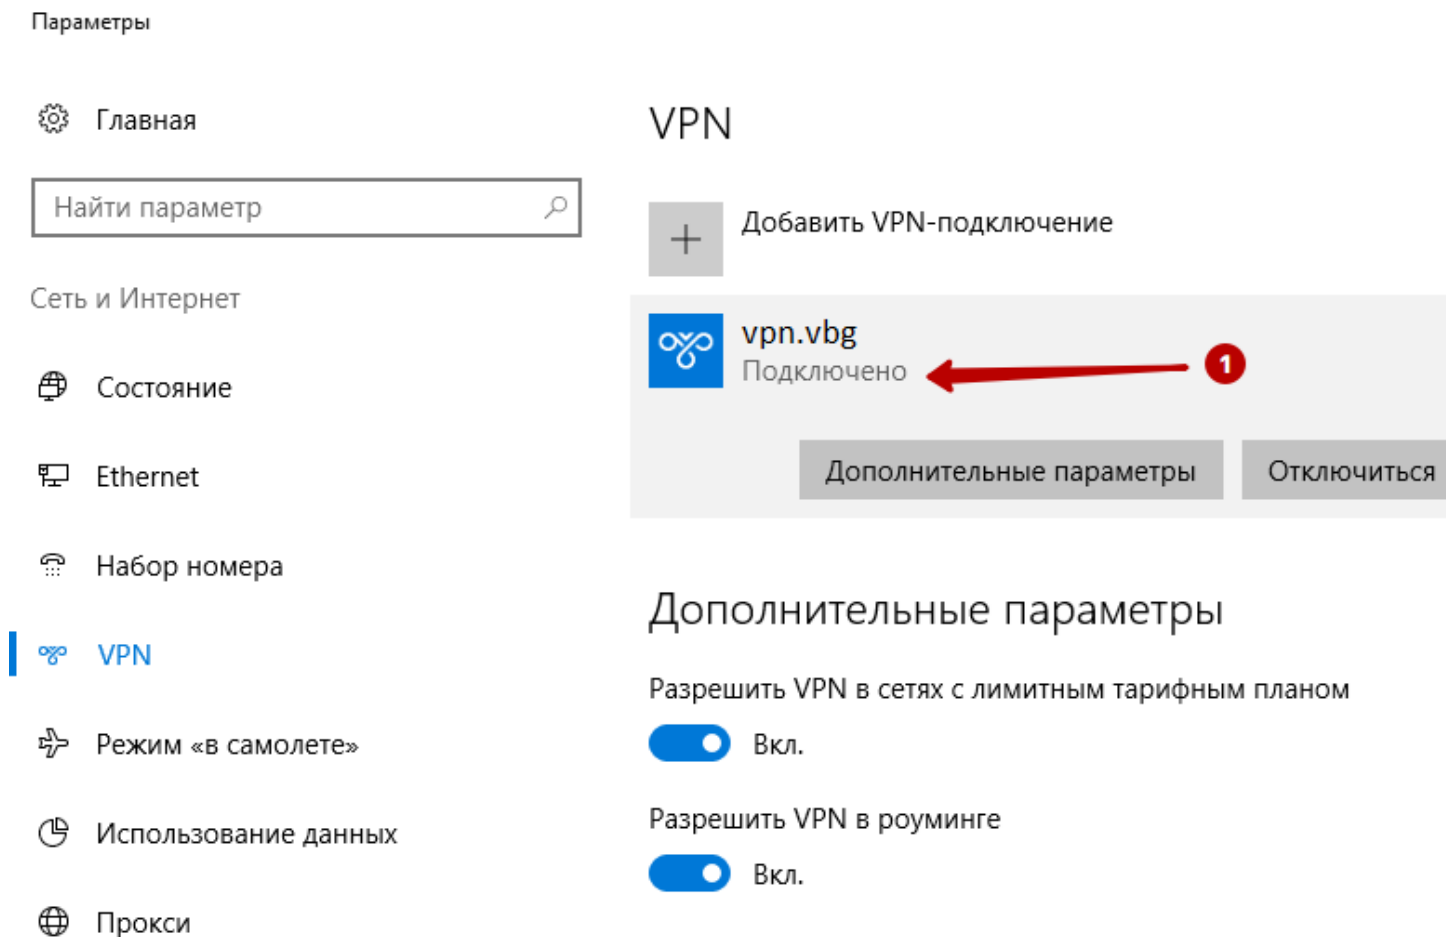 Параметры
Главная
Найти параметр
Сеть и Интернет
Состояние
Ethernet
Набор номера
VPN
Режим «в самолете»
Использование данных
Прокси
VPN
Добавить VPN-подключение
vpn.vbg
Подключено
1
Дополнительные параметры
Отключиться
Дополнительные параметры
Разрешить VPN в сетях с лимитным тарифным планом
Вкл.
Разрешить VPN в роуминге
Вкл.